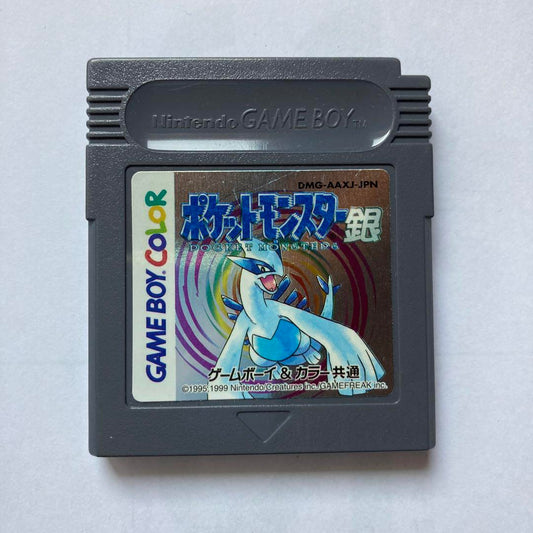 Nintendo GAME BOY™
DMG-AAXJ-JPN
ポケットモンスター銀
POCKET MONSTERS
GAME BOY COLOR
ゲームボーイ & カラー共通
©1995,1999 Nintendo/Creatures inc./GAMEFREAK inc.